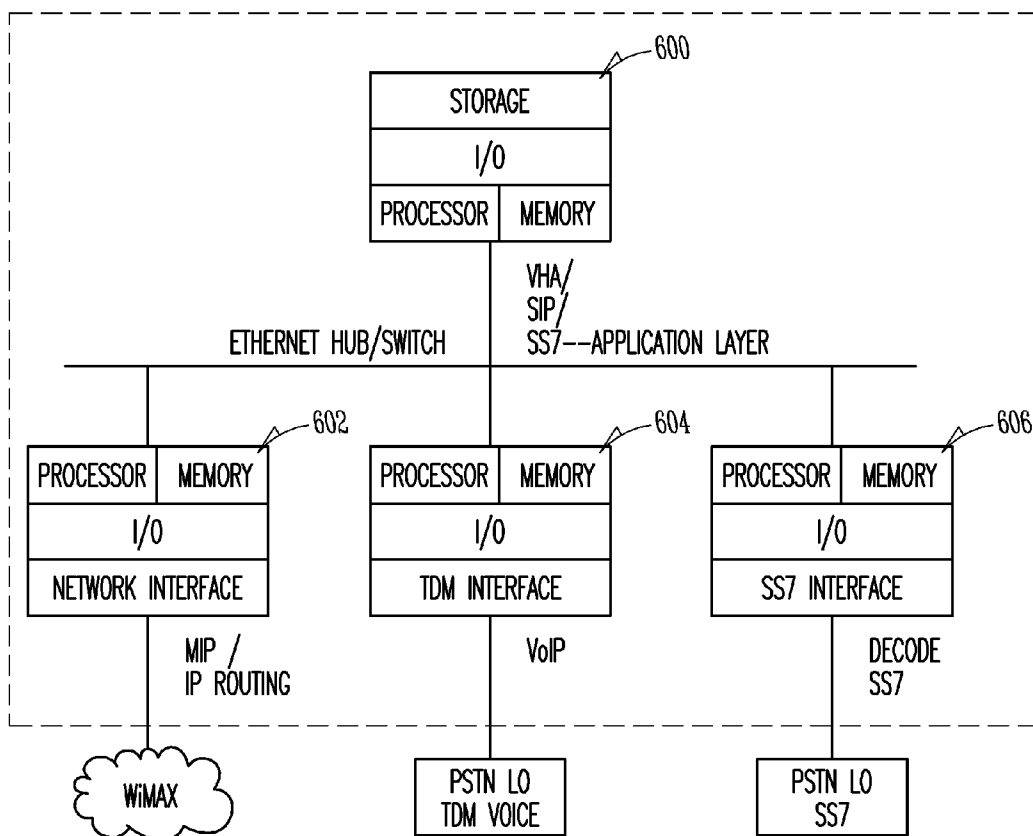 600
STORAGE
I/O
PROCESSOR MEMORY
VHA/
SIP/
ETHERNET HUB/SWITCH SS7--APPLICATION LAYER
602 604 606
PROCESSOR MEMORY PROCESSOR MEMORY PROCESSOR MEMORY
I/O I/O I/O
NETWORK INTERFACE TDM INTERFACE SS7 INTERFACE
MIP / VoIP DECODE
IP ROUTING SS7
WiMAX PSTN LO PSTN LO
TDM VOICE SS7